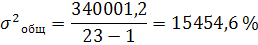 σ²общ = 340001,2 / 23 − 1 = 15454,6 %